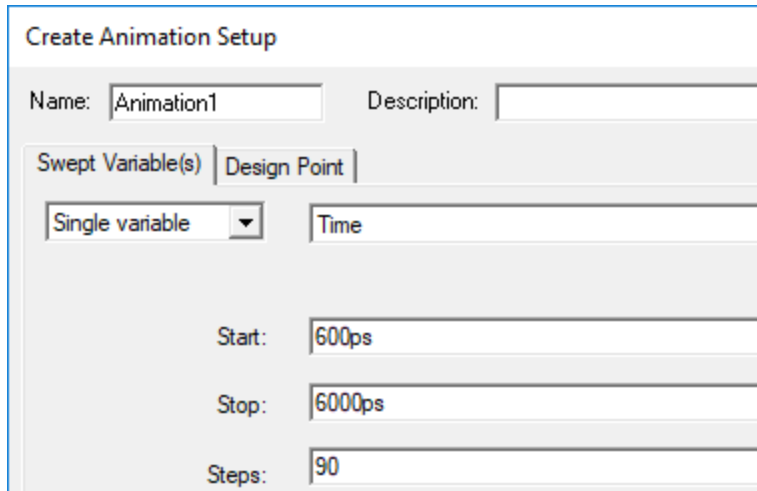 Create Animation Setup
Name: Animation1 Description:
Swept Variable(s) Design Point
Single variable Time
Start: 600ps
Stop: 6000ps
Steps: 90